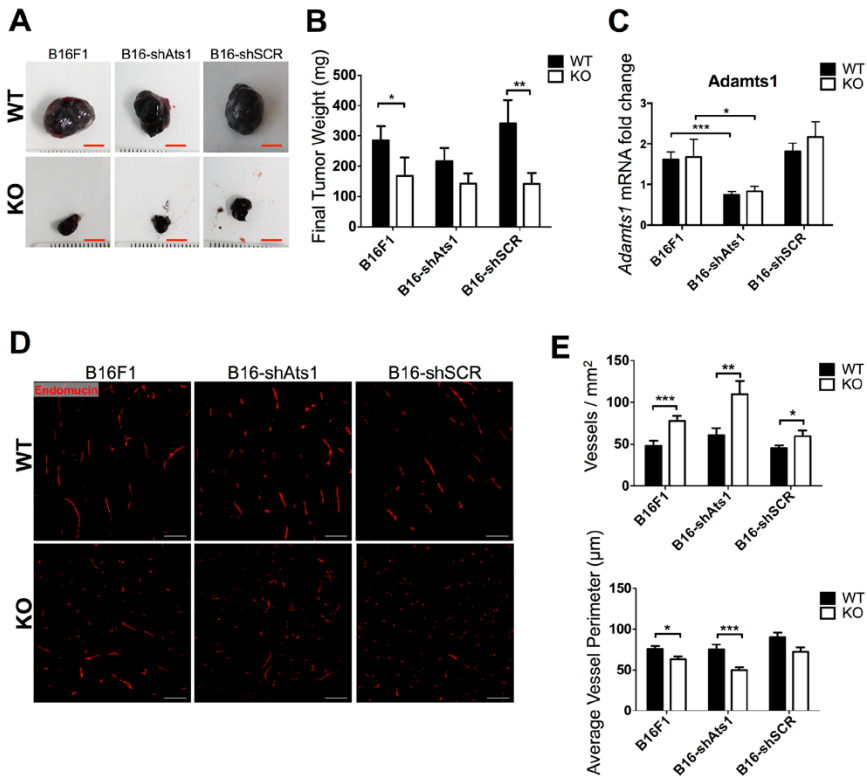 A
B16F1
B16-shAts1
B16-shSCR
WT
KO
B
WT
KO
Final Tumor Weight (mg)
500
400
300
200
100
0
*
**
B16F1
B16-shAts1
B16-shSCR
C
Adamts1
WT
KO
Adamts1 mRNA fold change
3
2
1
0
***
*
B16F1
B16-shAts1
B16-shSCR
D
B16F1
B16-shAts1
B16-shSCR
Endomucin
WT
KO
E
WT
KO
Vessels / mm²
150
100
50
0
***
**
*
B16F1
B16-shAts1
B16-shSCR
WT
KO
Average Vessel Perimeter (μm)
150
100
50
0
*
***
B16F1
B16-shAts1
B16-shSCR